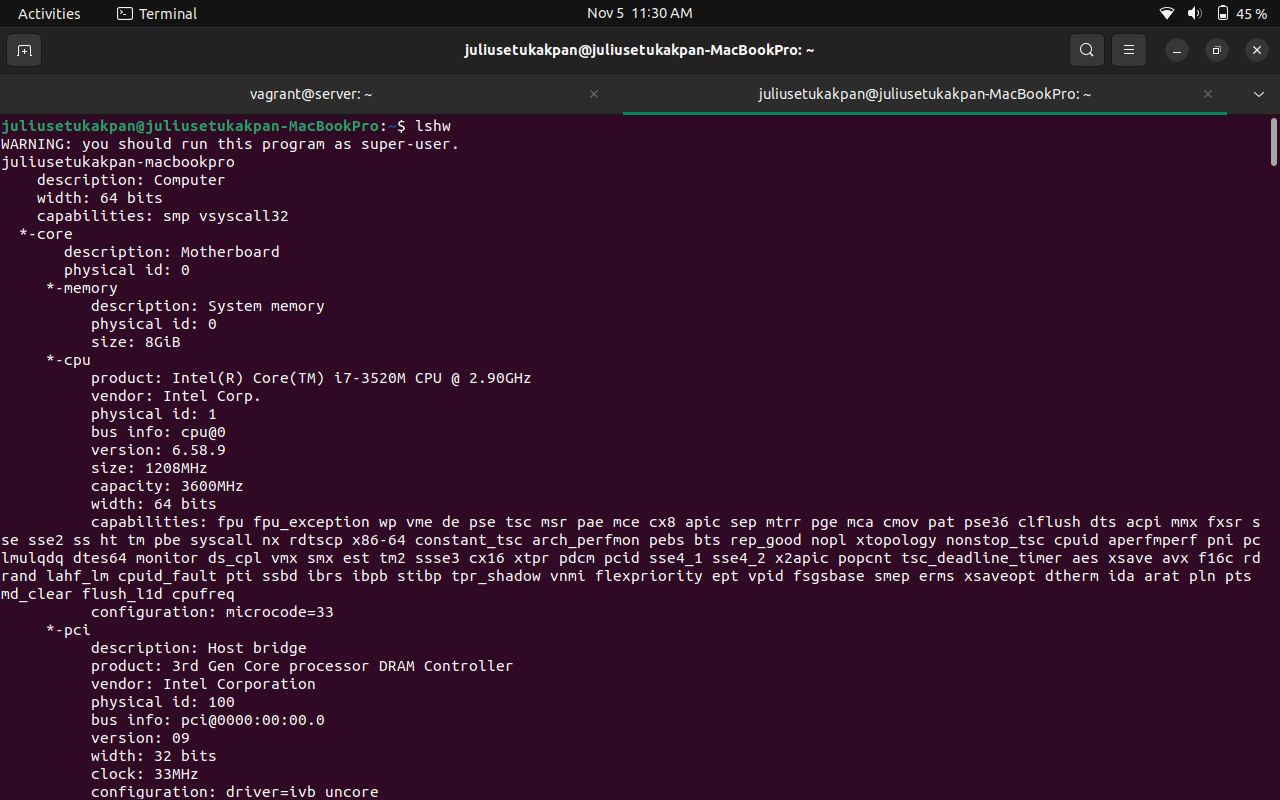 Activities Terminal Nov 5 11:30 AM 45 %
juliusetukakpan@juliusetukakpan-MacBookPro: ~
vagrant@server: ~ juliusetukakpan@juliusetukakpan-MacBookPro: ~
juliusetukakpan@juliusetukakpan-MacBookPro:~$ lshw
WARNING: you should run this program as super-user.
juliusetukakpan-macbookpro
    description: Computer
    width: 64 bits
    capabilities: smp vsyscall32
  *-core
       description: Motherboard
       physical id: 0
     *-memory
          description: System memory
          physical id: 0
          size: 8GiB
     *-cpu
          product: Intel(R) Core(TM) i7-3520M CPU @ 2.90GHz
          vendor: Intel Corp.
          physical id: 1
          bus info: cpu@0
          version: 6.58.9
          size: 1208MHz
          capacity: 3600MHz
          width: 64 bits
          capabilities: fpu fpu_exception wp vme de pse tsc msr pae mce cx8 apic sep mtrr pge mca cmov pat pse36 clflush dts acpi mmx fxsr s
se sse2 ss ht tm pbe syscall nx rdtscp x86-64 constant_tsc arch_perfmon pebs bts rep_good nopl xtopology nonstop_tsc cpuid aperfmperf pni pc
lmulqdq dtes64 monitor ds_cpl vmx smx est tm2 ssse3 cx16 xtpr pdcm pcid sse4_1 sse4_2 x2apic popcnt tsc_deadline_timer aes xsave avx f16c rd
rand lahf_lm cpuid_fault pti ssbd ibrs ibpb stibp tpr_shadow vnmi flexpriority ept vpid fsgsbase smep erms xsaveopt dtherm ida arat pln pts
md_clear flush_l1d cpufreq
          configuration: microcode=33
     *-pci
          description: Host bridge
          product: 3rd Gen Core processor DRAM Controller
          vendor: Intel Corporation
          physical id: 100
          bus info: pci@0000:00:00.0
          version: 09
          width: 32 bits
          clock: 33MHz
          configuration: driver=ivb_uncore